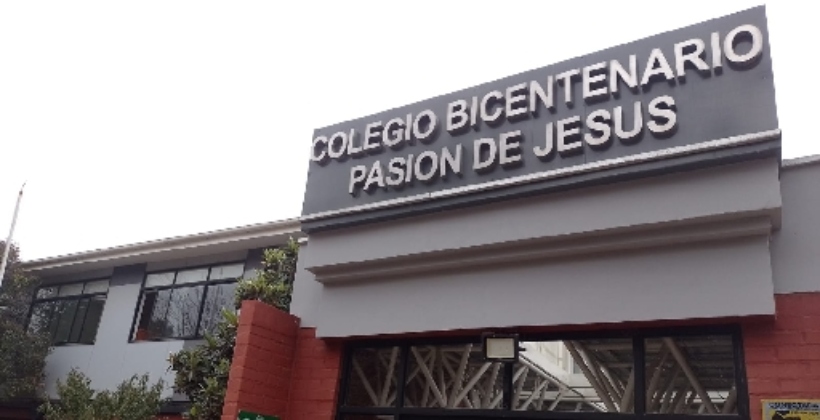 COLEGIO BICENTENARIO
PASION DE JESUS